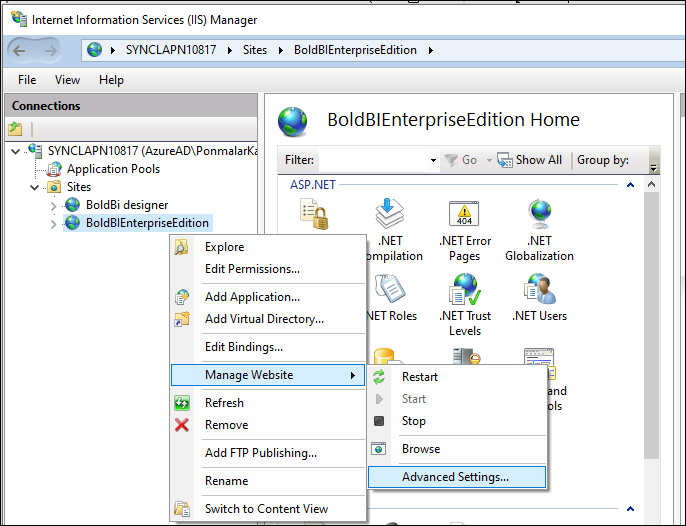 Internet Information Services (IIS) Manager
SYNCLAPN10817 Sites BoldBIEnterpriseEdition
File View Help
Connections
SYNCLAPN10817 (AzureAD\PonmalarKa
Application Pools
Sites
BoldBi designer
BoldBIEnterpriseEdition
BoldBIEnterpriseEdition Home
Filter: Go Show All Group by:
ASP.NET
.NET
Compilation
.NET Error
Pages
.NET
Globalization
.NET Roles
.NET Trust
Levels
.NET Users
404
Explore
Edit Permissions...
Add Application...
Add Virtual Directory...
Edit Bindings...
Manage Website
Refresh
Remove
Add FTP Publishing...
Rename
Switch to Content View
Restart
Start
Stop
Browse
Advanced Settings...